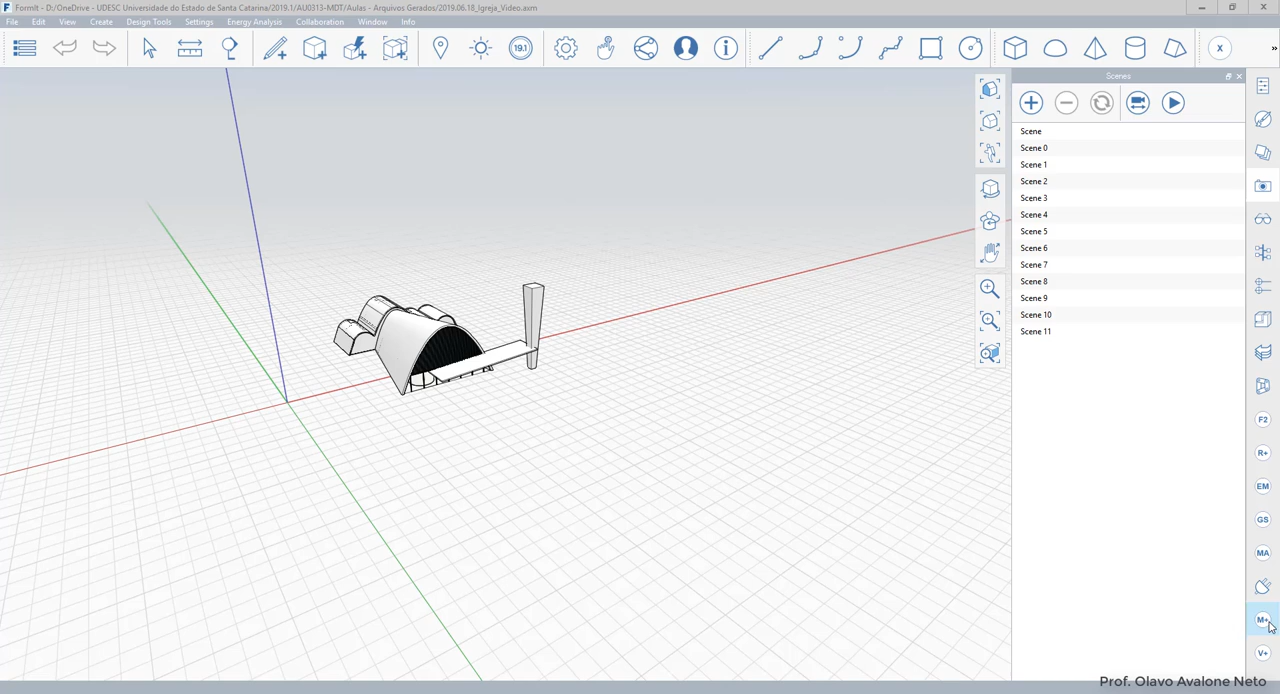 FormIt - D:/OneDrive - UDESC Universidade do Estado de Santa Catarina/2019.1/AU0313-MDT/Aulas - Arquivos Gerados/2019.06.18_Igreja_Video.axm
File Edit View Create Design Tools Settings Energy Analysis Collaboration Window Info
19.1
X
»
Scenes
Scene
Scene 0
Scene 1
Scene 2
Scene 3
Scene 4
Scene 5
Scene 6
Scene 7
Scene 8
Scene 9
Scene 10
Scene 11
F2
R+
EM
GS
MA
M+
V+
Prof. Olavo Avalone Neto